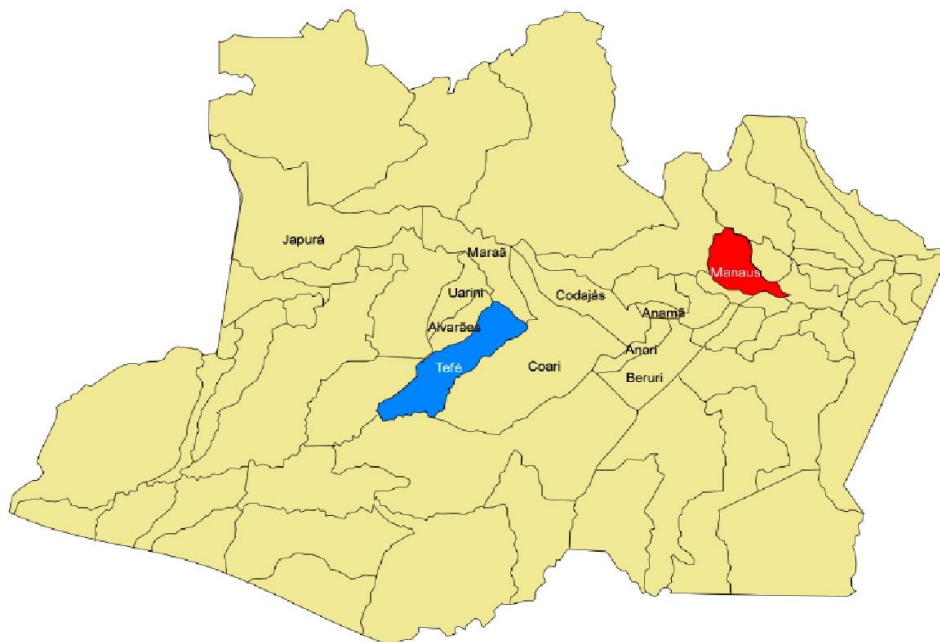 Japurá
Maraã
Manaus
Uarini
Codajás
Anamã
Alvarães
Anori
Tefé
Coari
Beruri